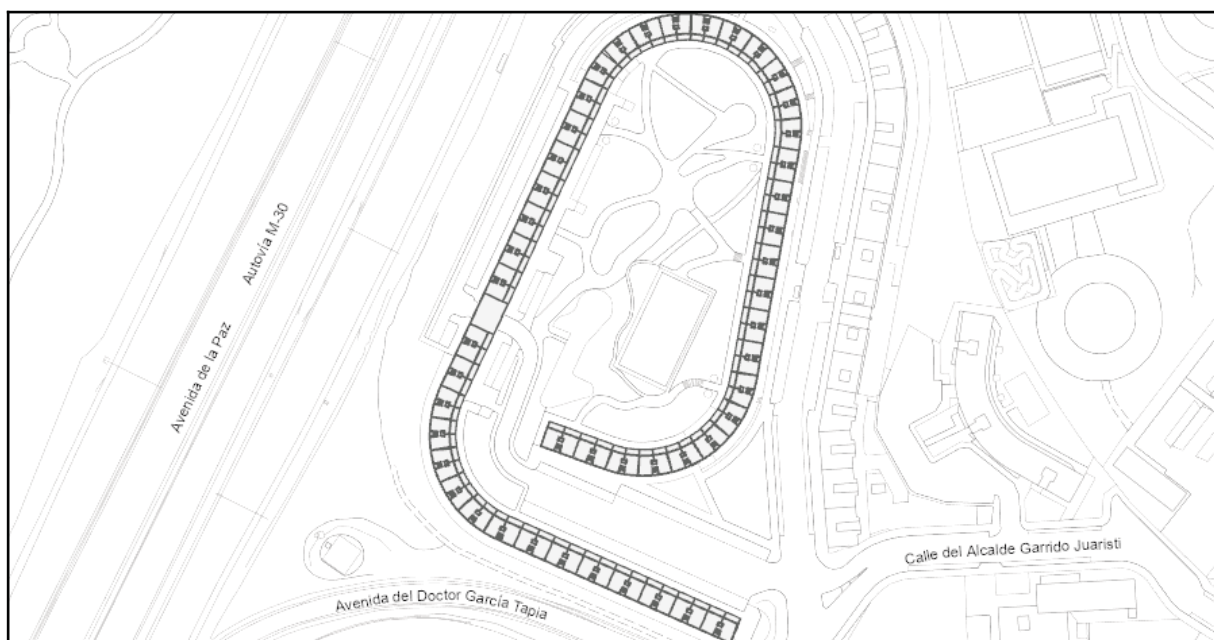 Autovía M-30
Avenida de la Paz
Calle del Alcalde Garrido Juaristi
Avenida del Doctor García Tapia